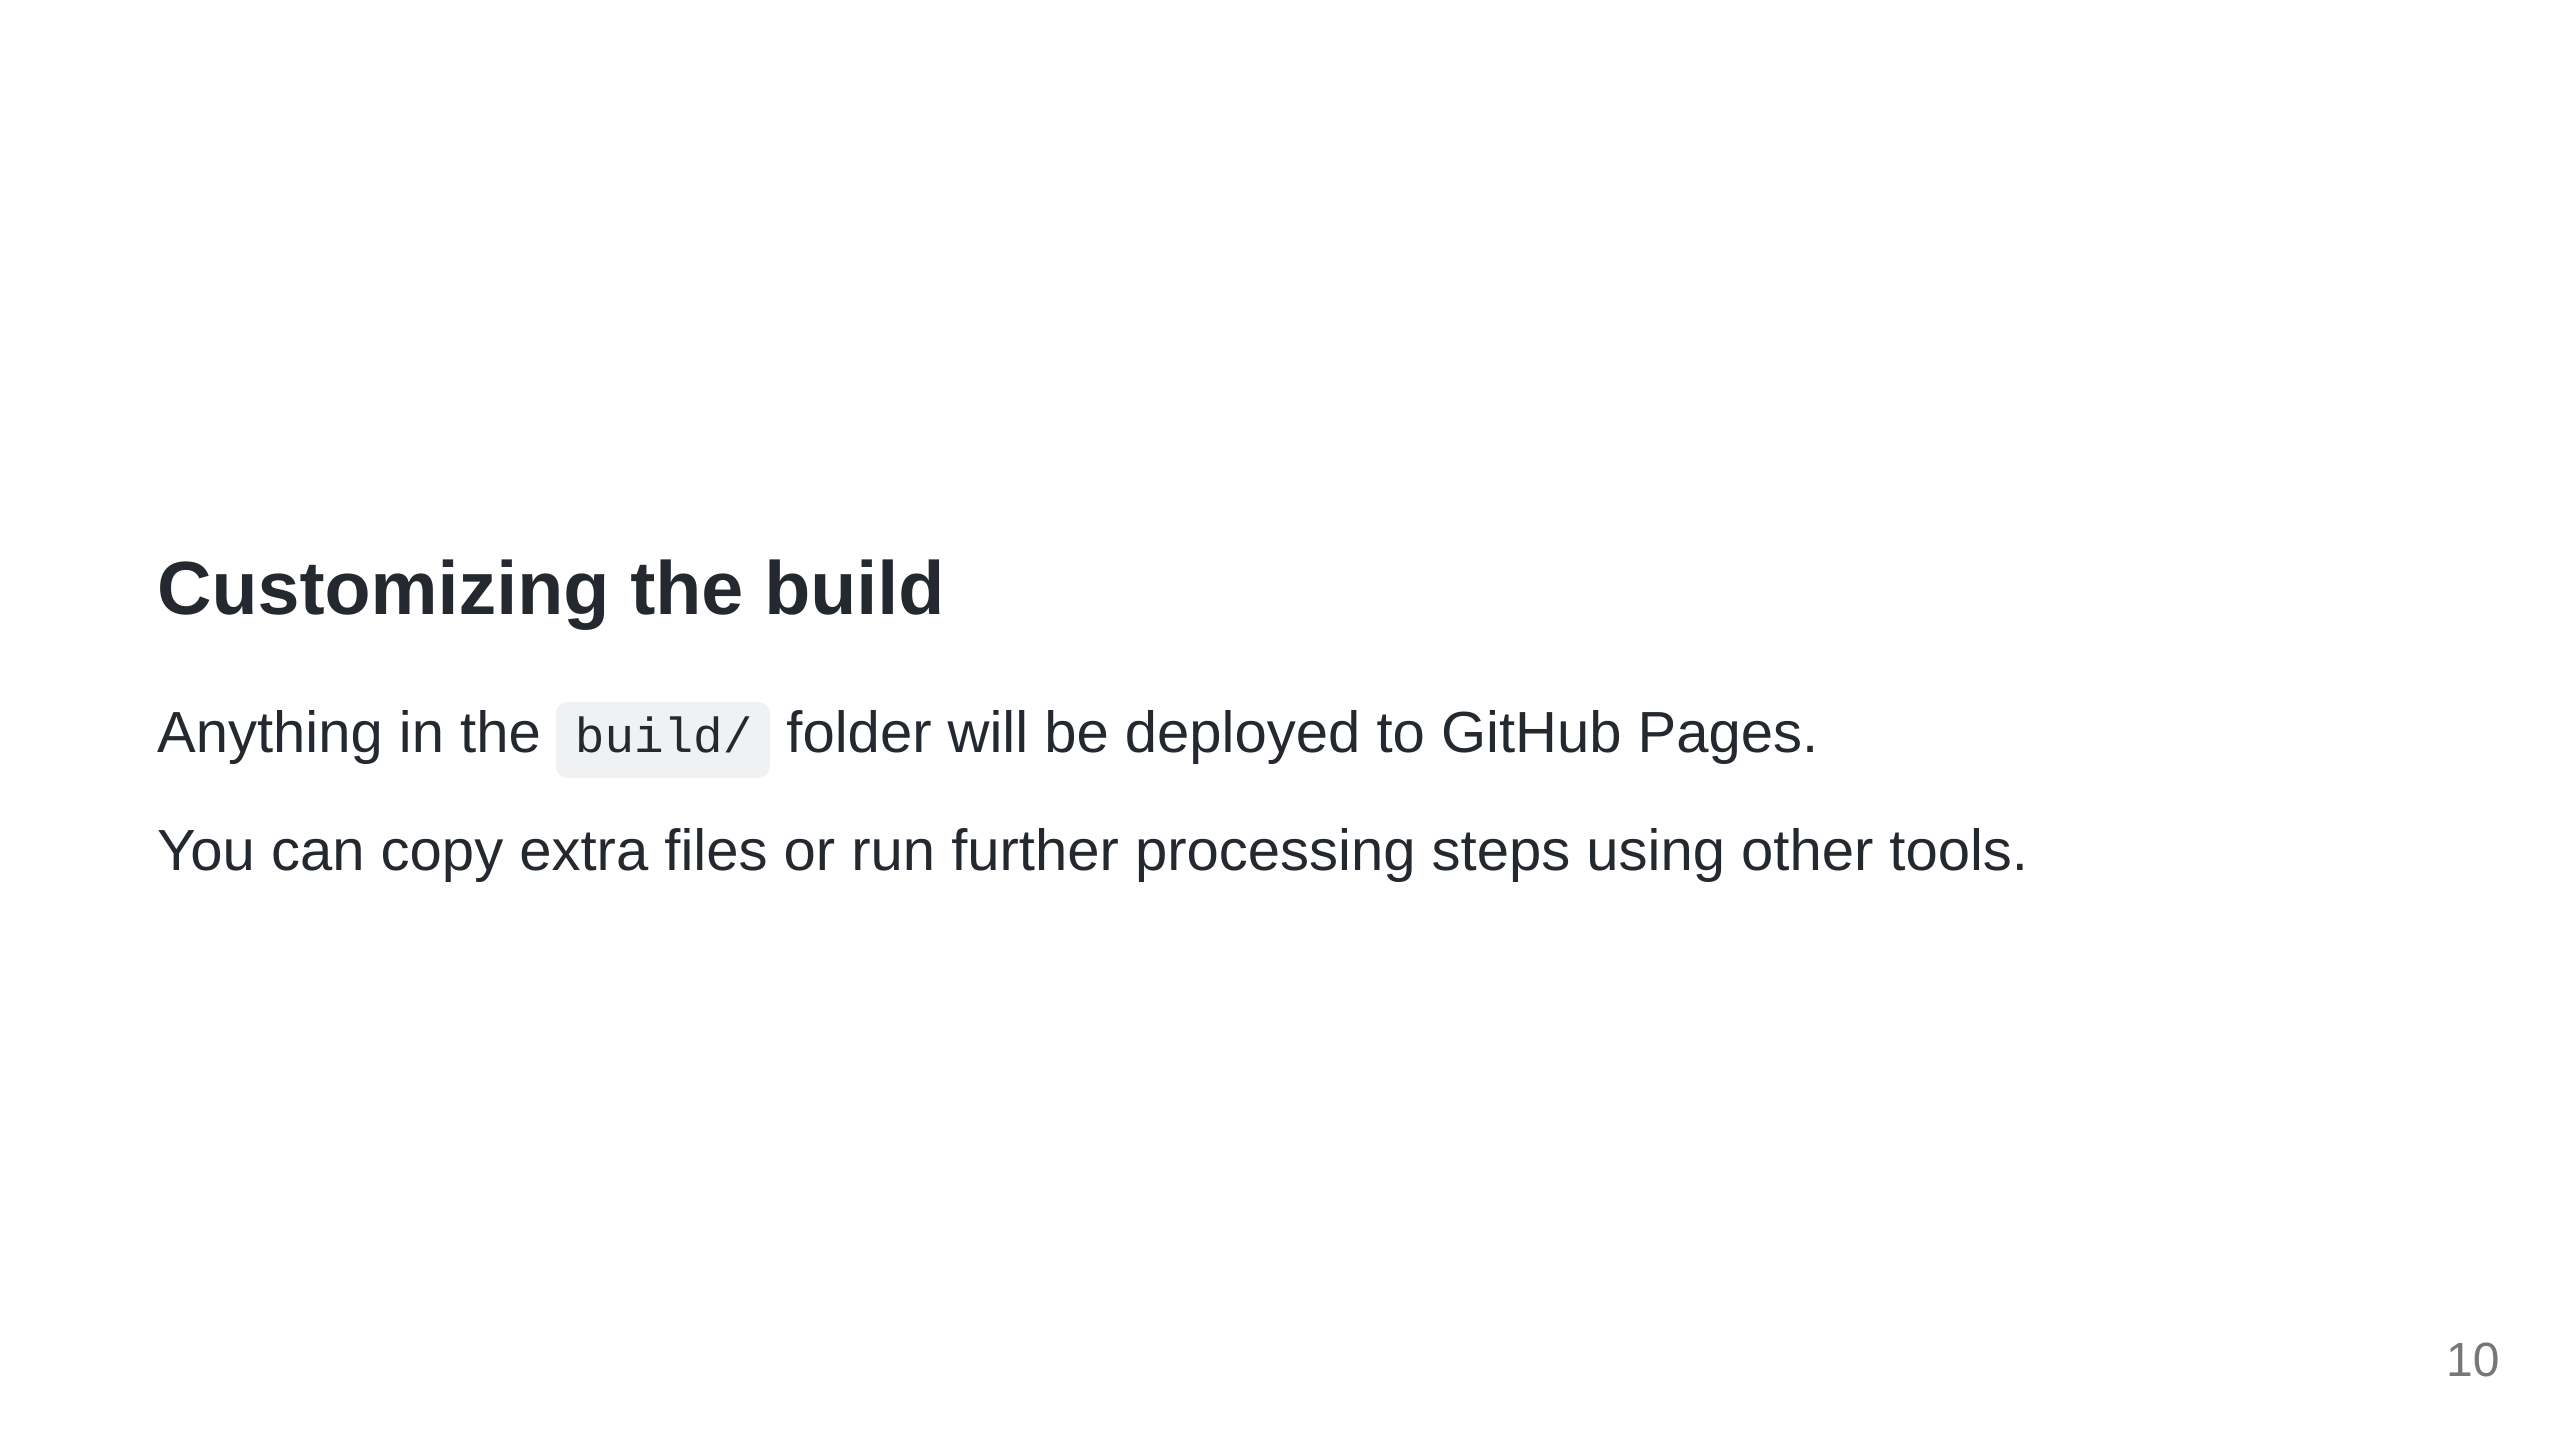 Customizing the build
Anything in the build/ folder will be deployed to GitHub Pages.
You can copy extra files or run further processing steps using other tools.
10